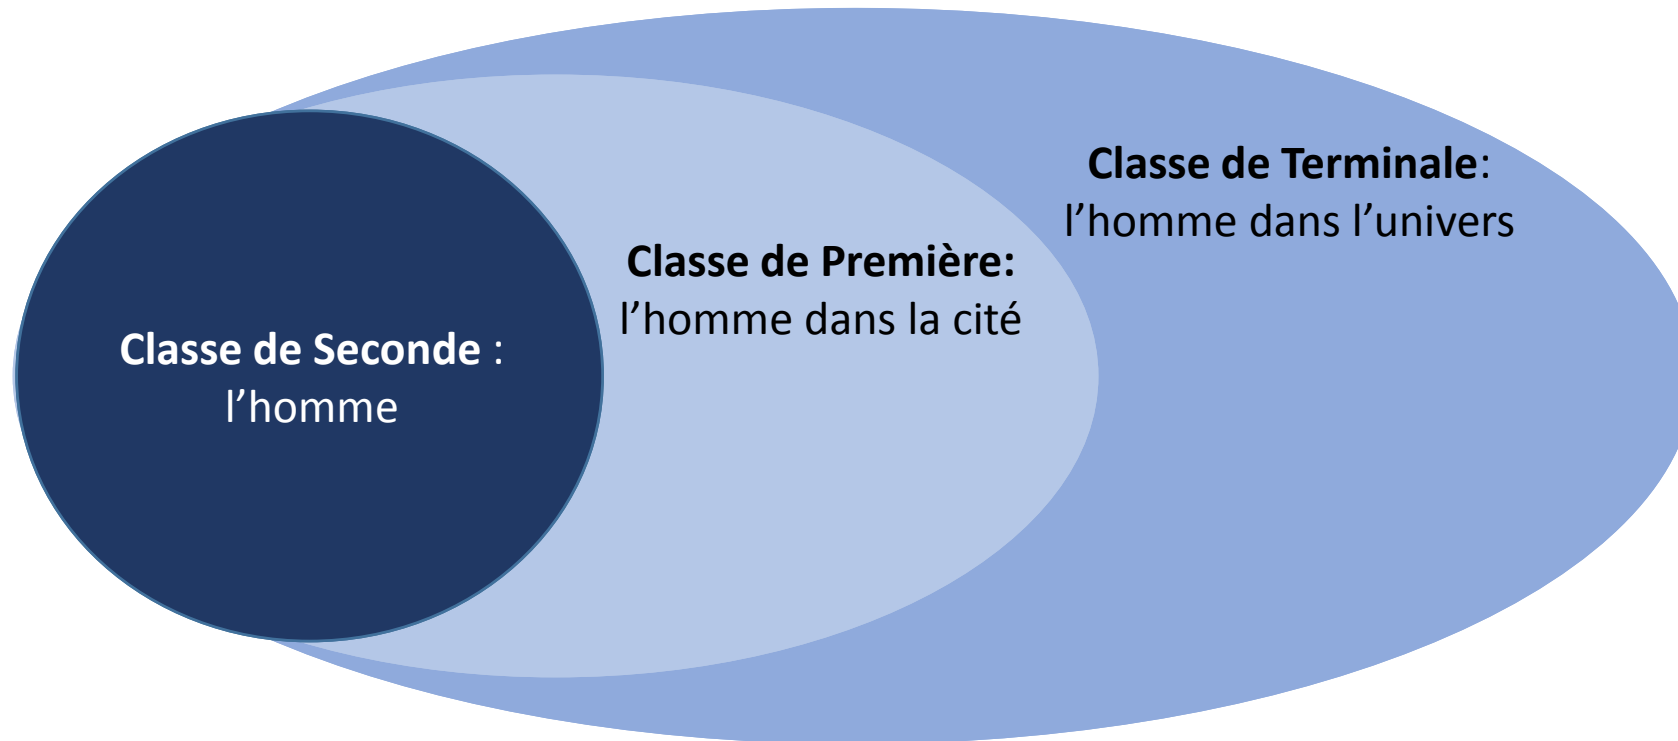 Classe de Seconde :
l’homme
Classe de Première:
l’homme dans la cité
Classe de Terminale:
l’homme dans l’univers